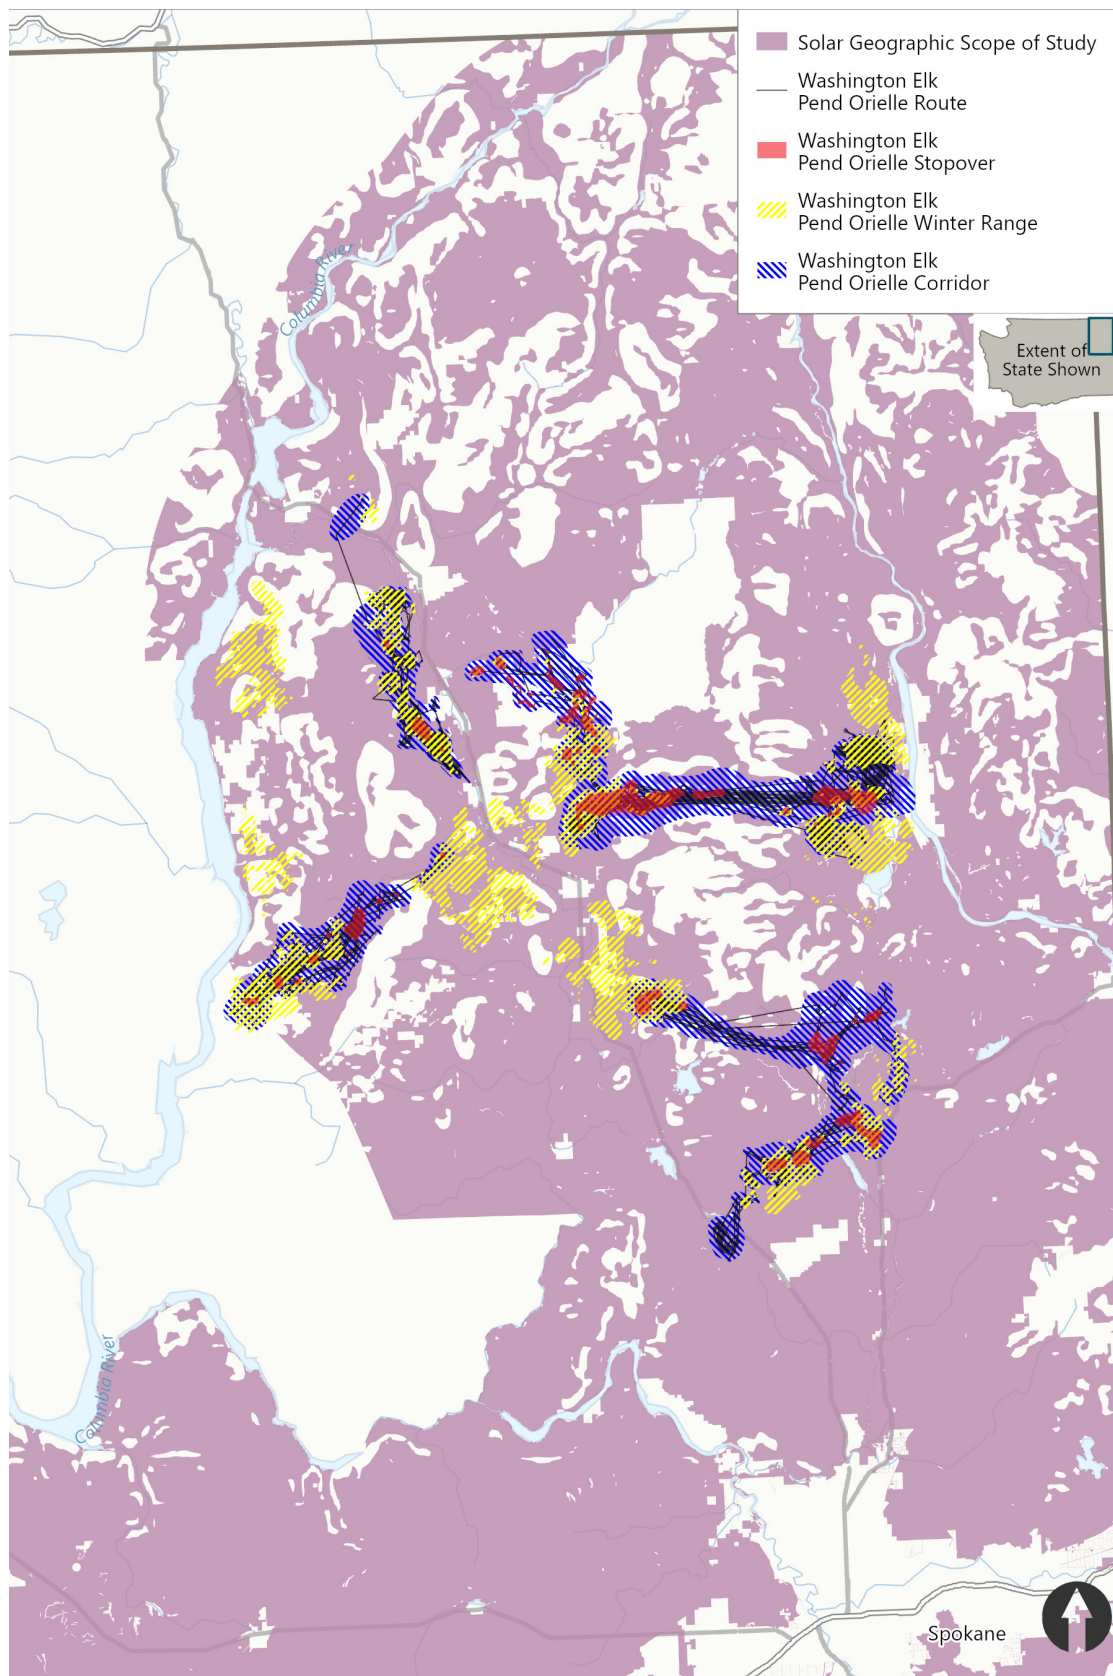 Solar Geographic Scope of Study
Washington Elk
Pend Orielle Route
Washington Elk
Pend Orielle Stopover
Washington Elk
Pend Orielle Winter Range
Washington Elk
Pend Orielle Corridor
Columbia River
Extent of
State Shown
Columbia River
Spokane